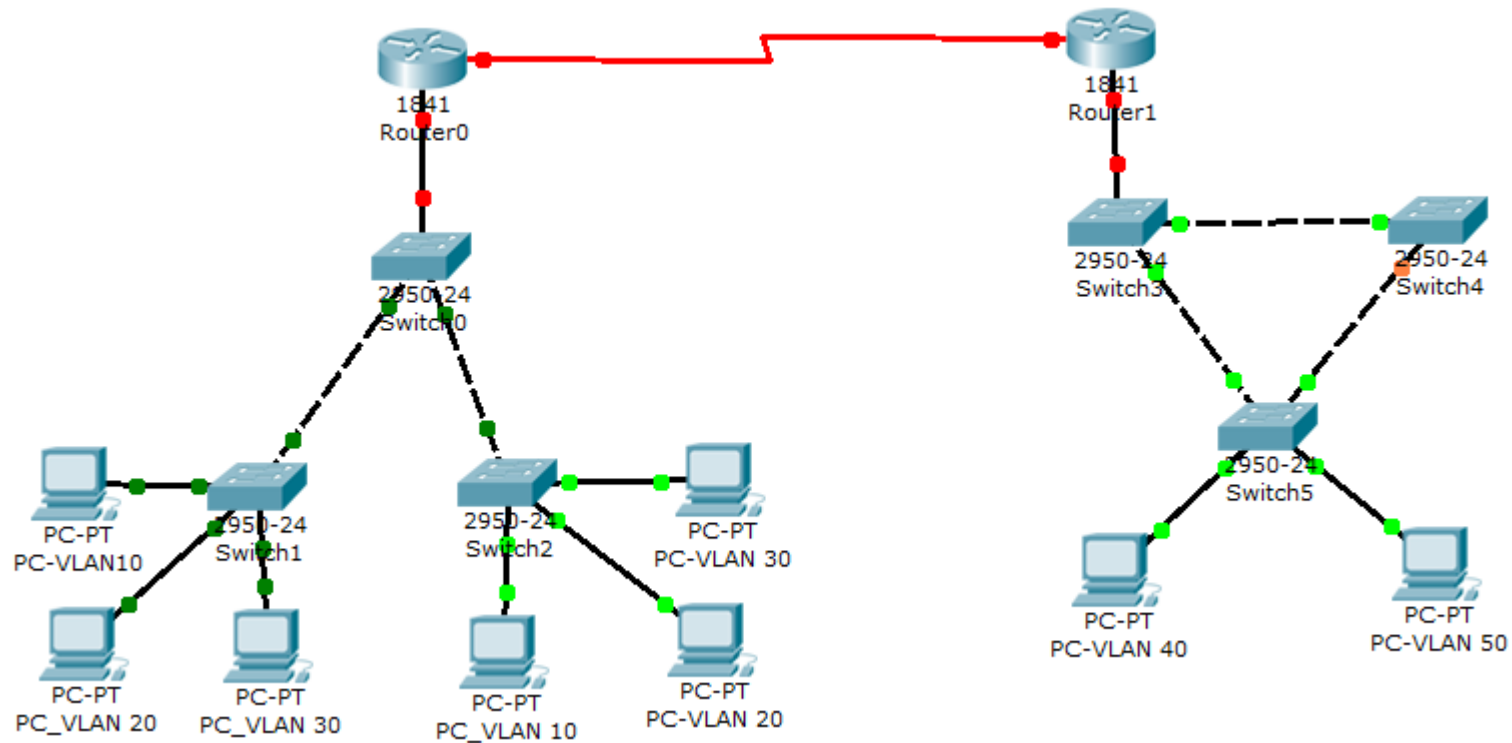 1841
Router0
1841
Router1
2950-24
Switch0
2950-24
Switch3
2950-24
Switch4
2950-24
Switch5
PC-PT
PC-VLAN10
2950-24
Switch1
2950-24
Switch2
PC-PT
PC-VLAN 30
PC-PT
PC-VLAN 40
PC-PT
PC-VLAN 50
PC-PT
PC_VLAN 20
PC-PT
PC_VLAN 30
PC-PT
PC_VLAN 10
PC-PT
PC-VLAN 20